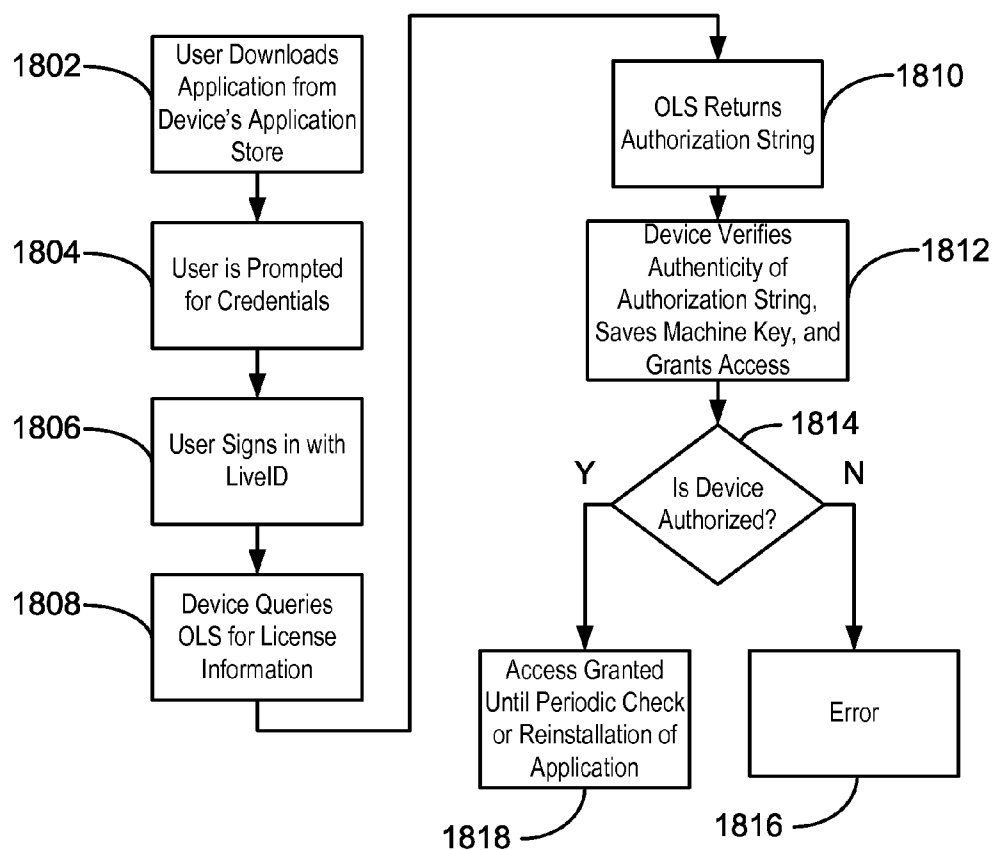 1802
User Downloads
Application from
Device's Application
Store
1804
User is Prompted
for Credentials
1806
User Signs in with
LiveID
1808
Device Queries
OLS for License
Information
1810
OLS Returns
Authorization String
1812
Device Verifies
Authenticity of
Authorization String,
Saves Machine Key, and
Grants Access
1814
Is Device
Authorized?
Y
N
Access Granted
Until Periodic Check
or Reinstallation of
Application
1818
Error
1816